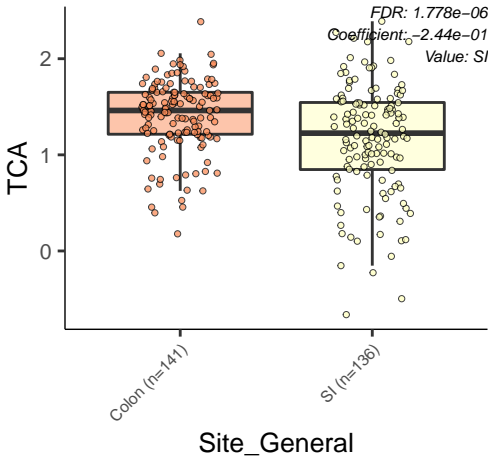 FDR: 1.778e−06
Coefficient: −2.44e−01
Value: SI
2
1
0
TCA
Colon (n=141)
SI (n=136)
Site_General